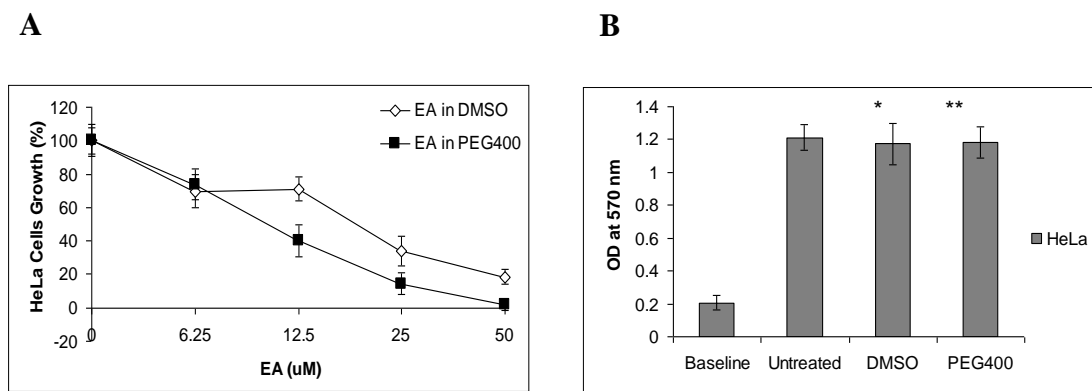 A
B
120
100
80
60
40
20
0
-20
HeLa Cells Growth (%)
EA in DMSO
EA in PEG400
0 6.25 12.5 25 50
EA (uM)
1.4
1.2
1
0.8
0.6
0.4
0.2
0
OD at 570 nm
* **
HeLa
Baseline Untreated DMSO PEG400